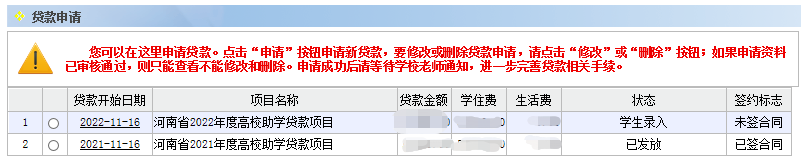 贷款申请
您可以在这里申请贷款。点击“申请”按钮申请新贷款，要修改或删除贷款申请，请点击“修改”或“删除”按钮；如果申请资料
已审核通过，则只能查看不能修改和删除。申请成功后请等待学校老师通知，进一步完善贷款相关手续。
贷款开始日期 项目名称 贷款金额 学住费 生活费 状态 签约标志
1 2022-11-16 河南省2022年度高校助学贷款项目 学生录入 未签合同
2 2021-11-16 河南省2021年度高校助学贷款项目 已发放 已签合同